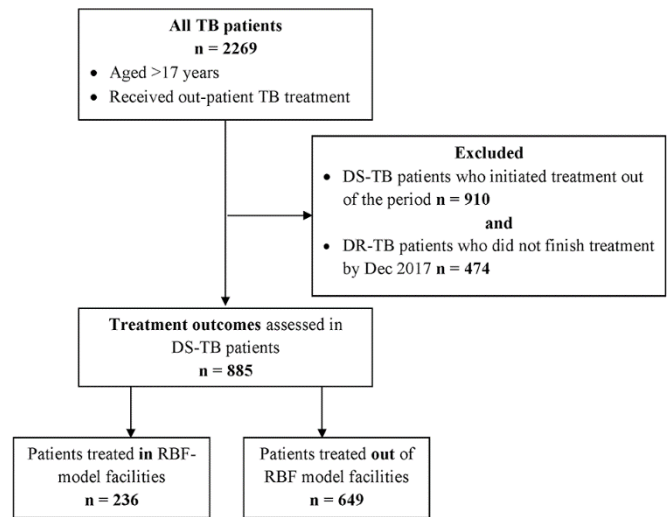 All TB patients
n = 2269
• Aged >17 years
• Received out-patient TB treatment
Excluded
• DS-TB patients who initiated treatment out
of the period n = 910
and
• DR-TB patients who did not finish treatment
by Dec 2017 n = 474
Treatment outcomes assessed in
DS-TB patients
n = 885
Patients treated in RBF-
model facilities
n = 236
Patients treated out of
RBF model facilities
n = 649